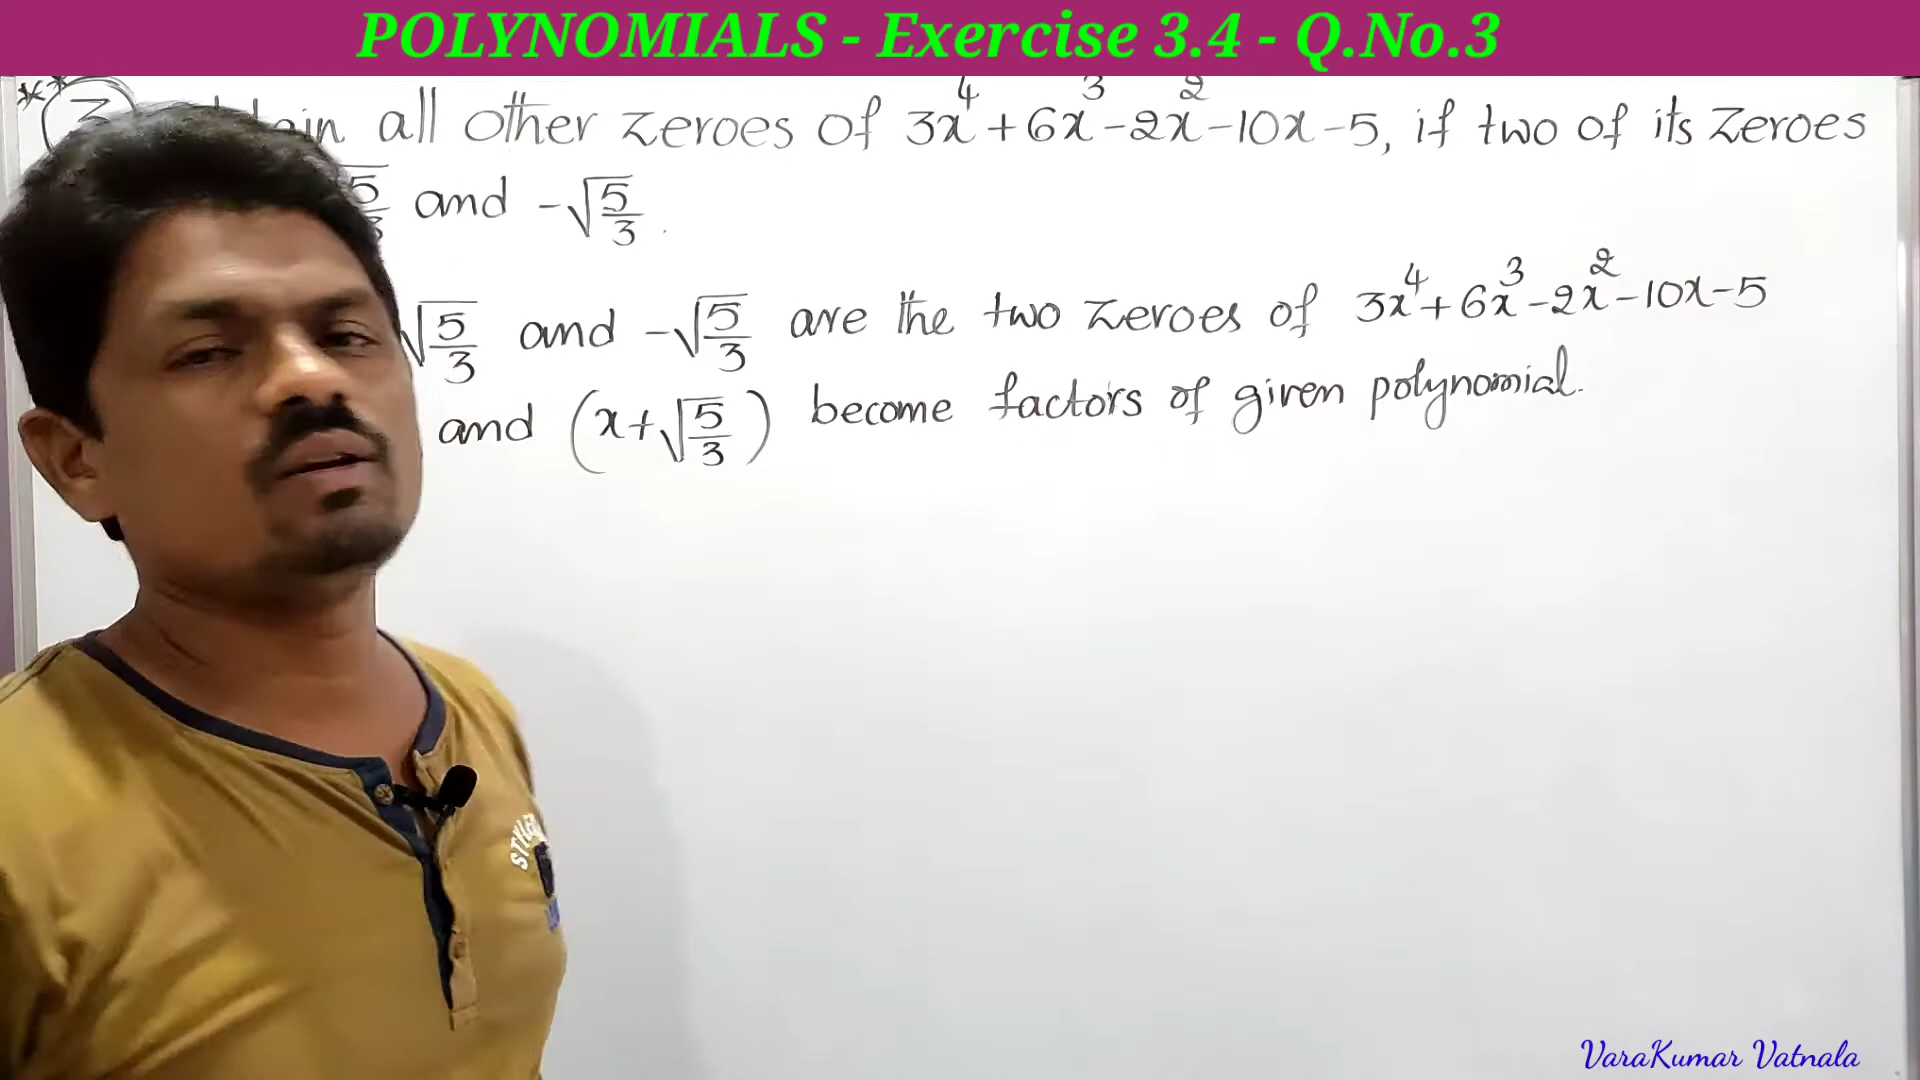 POLYNOMIALS - Exercise 3.4 - Q.No.3
** 3 all other zeroes of 3x⁴+6x³-2x²-10x-5, if two of its zeroes
and -√5/3.
√5/3 and -√5/3 are the two zeroes of 3x⁴+6x³-2x²-10x-5
and (x+√5/3) become factors of given polynomial.
VaraKumar Vatnala